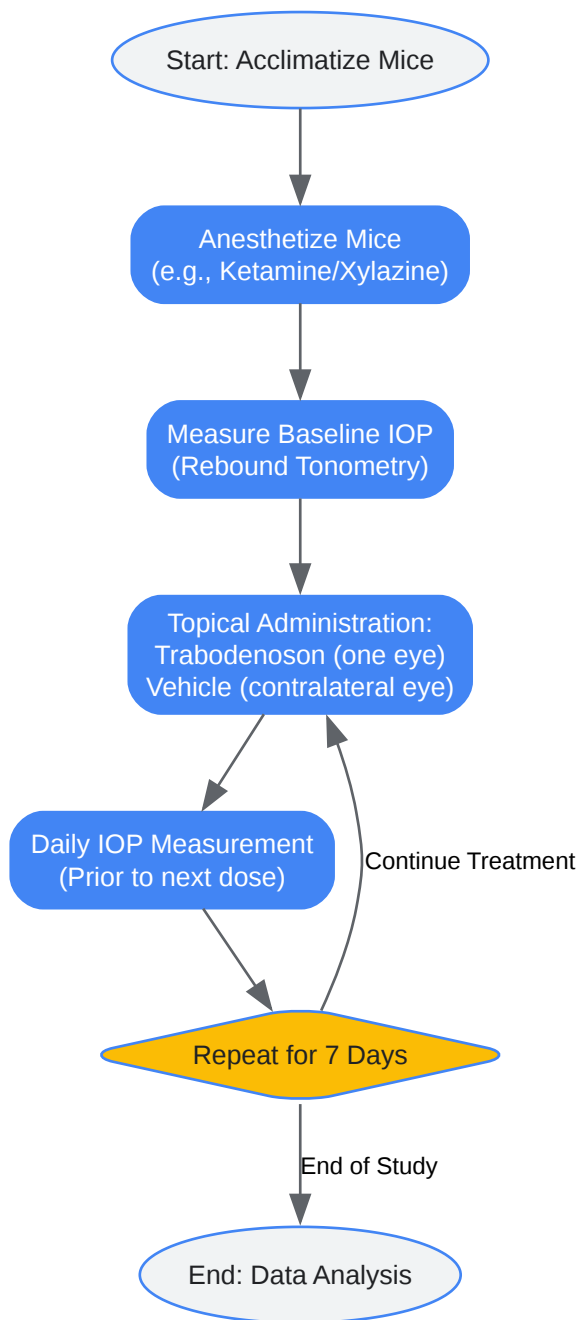 Start: Acclimatize Mice
Anesthetize Mice
(e.g., Ketamine/Xylazine)
Measure Baseline IOP
(Rebound Tonometry)
Topical Administration:
Trabodenoson (one eye)
Vehicle (contralateral eye)
Daily IOP Measurement
(Prior to next dose)
Continue Treatment
Repeat for 7 Days
End of Study
End: Data Analysis